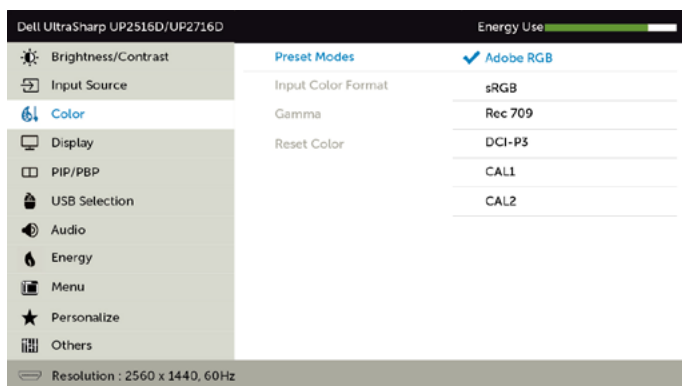 Dell UltraSharp UP2516D/UP2716D Energy Use
Brightness/Contrast Preset Modes Adobe RGB
Input Source Input Color Format sRGB
Color Gamma Rec 709
Display Reset Color DCI-P3
PIP/PBP CAL1
USB Selection CAL2
Audio
Energy
Menu
Personalize
Others
Resolution : 2560 x 1440, 60Hz